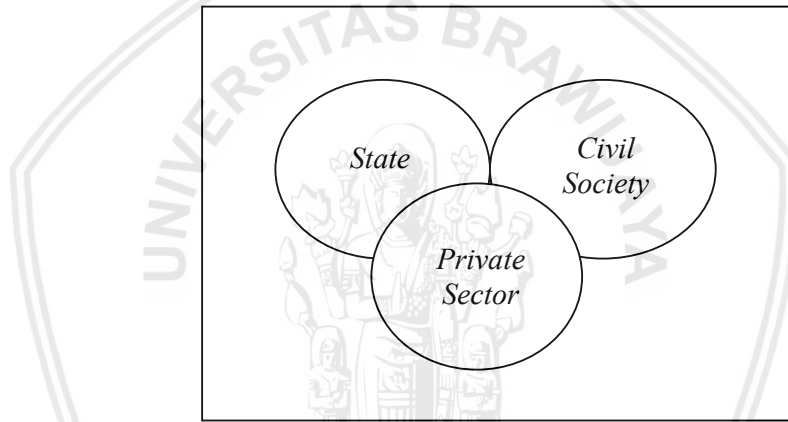 UNIVERSITAS BRAWIJAYA
State
Civil
Society
Private
Sector